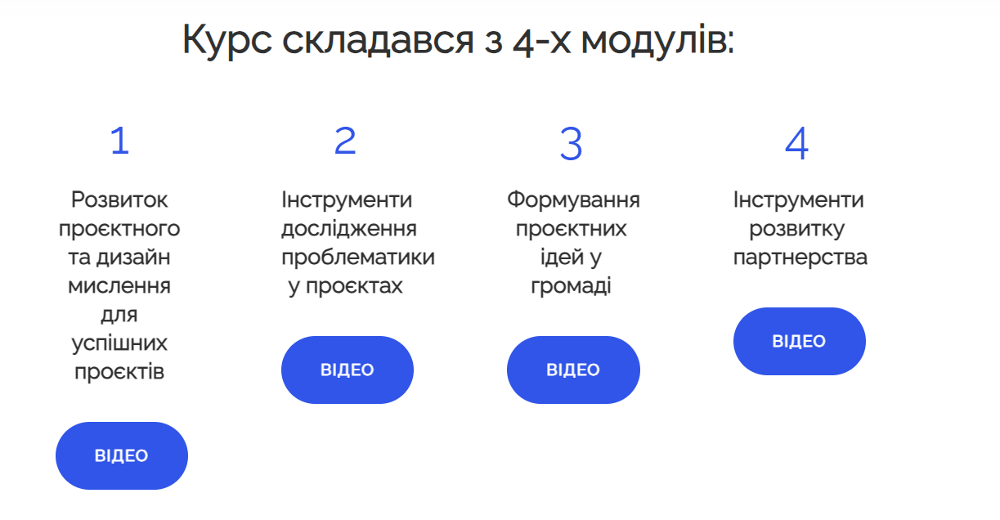 Курс складався з 4-х модулів:
1
Розвиток
проєктного
та дизайн
мислення
для
успішних
проєктів
ВІДЕО
2
Інструменти
дослідження
проблематики
у проєктах
ВІДЕО
3
Формування
проєктних
ідей у
громаді
ВІДЕО
4
Інструменти
розвитку
партнерства
ВІДЕО